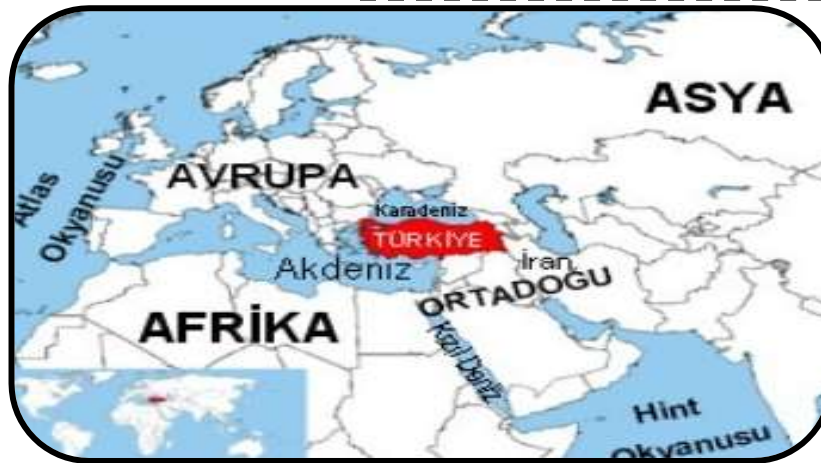 ASYA
Atlas
Okyanusu
AVRUPA
Karadeniz
TÜRKİYE
Akdeniz
İran
ORTADOĞU
AFRİKA
Kızıl Deniz
Hint
Okyanusu